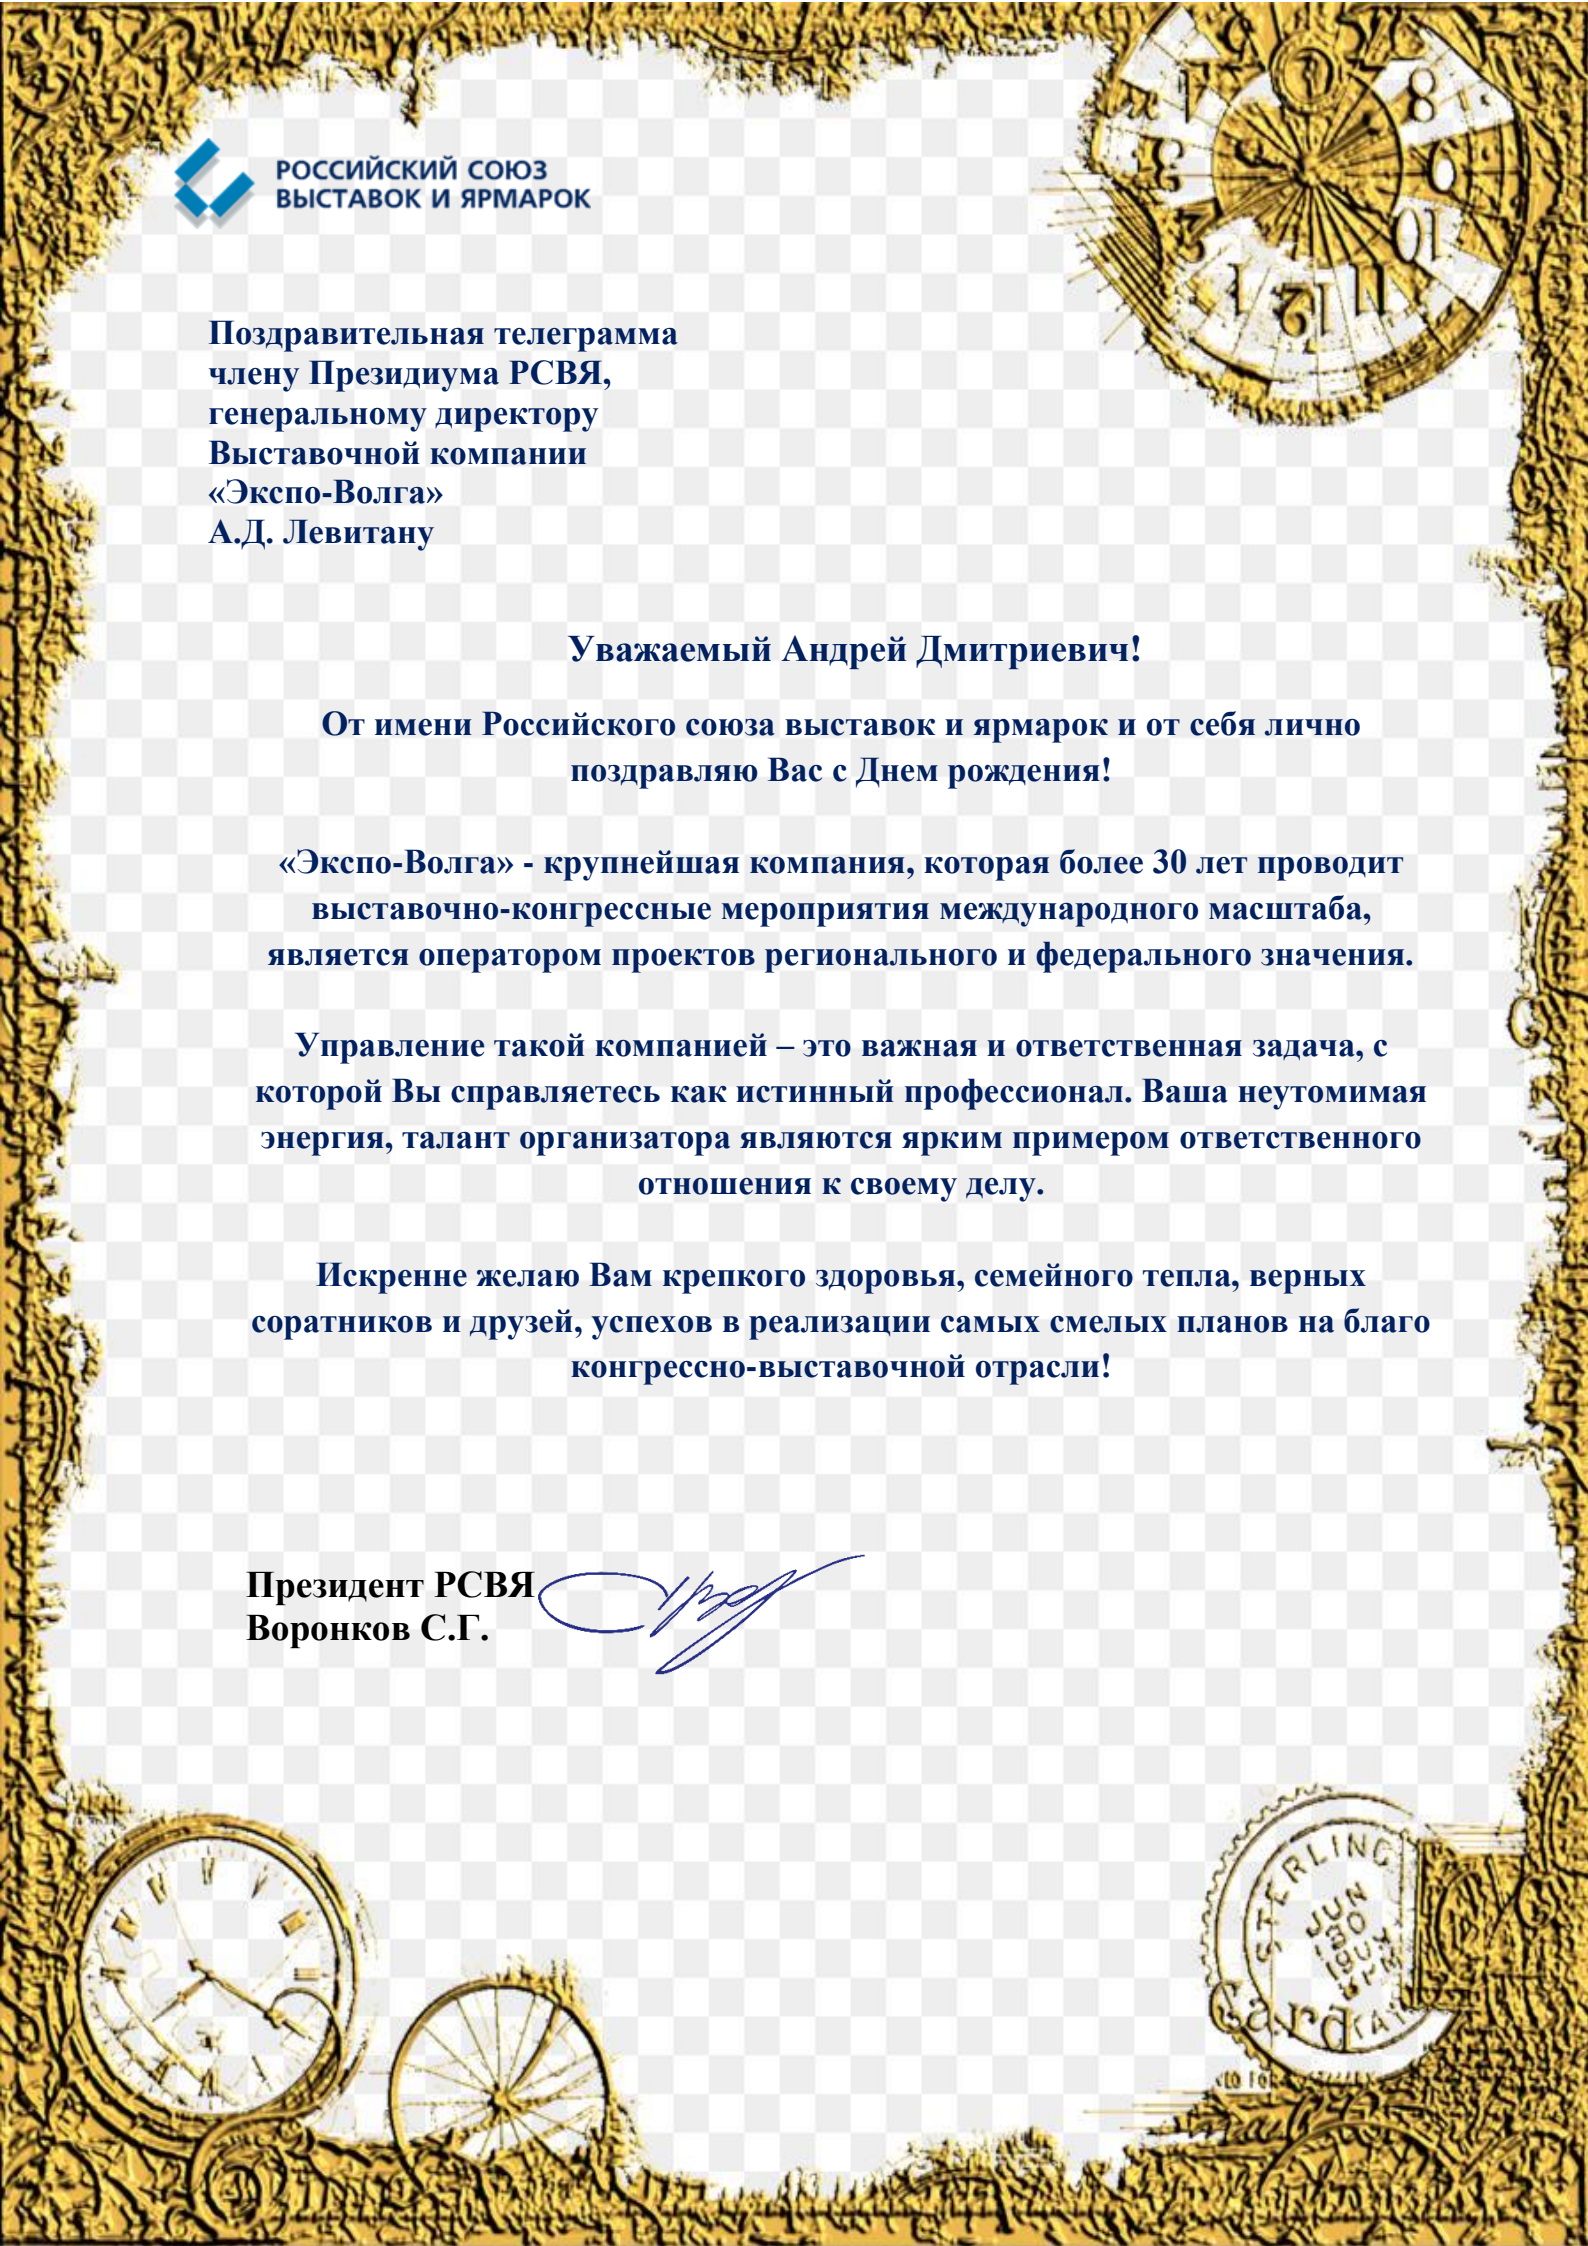 РОССИЙСКИЙ СОЮЗ
ВЫСТАВОК И ЯРМАРОК
Поздравительная телеграмма
члену Президиума РСВЯ,
генеральному директору
Выставочной компании
«Экспо-Волга»
А.Д. Левитану
Уважаемый Андрей Дмитриевич!
От имени Российского союза выставок и ярмарок и от себя лично
поздравляю Вас с Днем рождения!
«Экспо-Волга» - крупнейшая компания, которая более 30 лет проводит
выставочно-конгрессные мероприятия международного масштаба,
является оператором проектов регионального и федерального значения.
Управление такой компанией – это важная и ответственная задача, с
которой Вы справляетесь как истинный профессионал. Ваша неутомимая
энергия, талант организатора являются ярким примером ответственного
отношения к своему делу.
Искренне желаю Вам крепкого здоровья, семейного тепла, верных
соратников и друзей, успехов в реализации самых смелых планов на благо
конгрессно-выставочной отрасли!
Президент РСВЯ
Воронков С.Г.
STERLING
JUN
30
Card